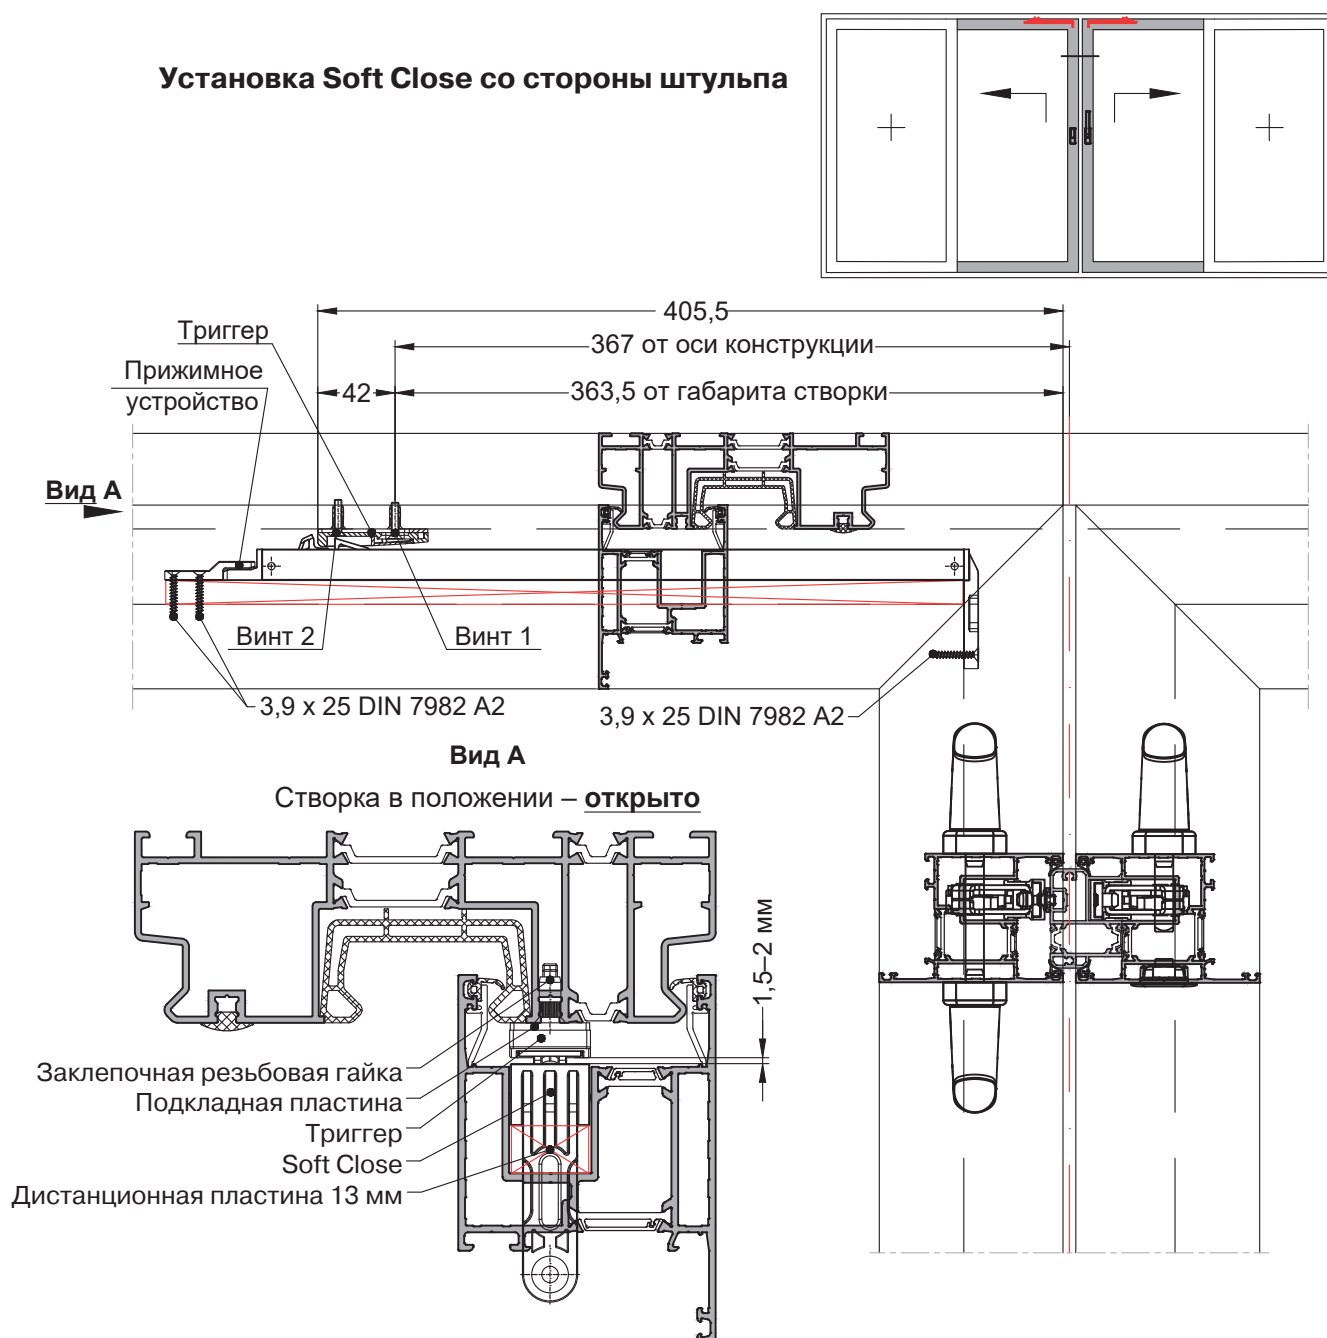 Установка Soft Close со стороны штульпа
405,5
Триггер
367 от оси конструкции
Прижимное
устройство
42
363,5 от габарита створки
Вид А
Винт 2
Винт 1
3,9 x 25 DIN 7982 A2
3,9 x 25 DIN 7982 A2
Вид А
Створка в положении – открыто
1,5–2 мм
Заклепочная резьбовая гайка
Подкладная пластина
Триггер
Soft Close
Дистанционная пластина 13 мм